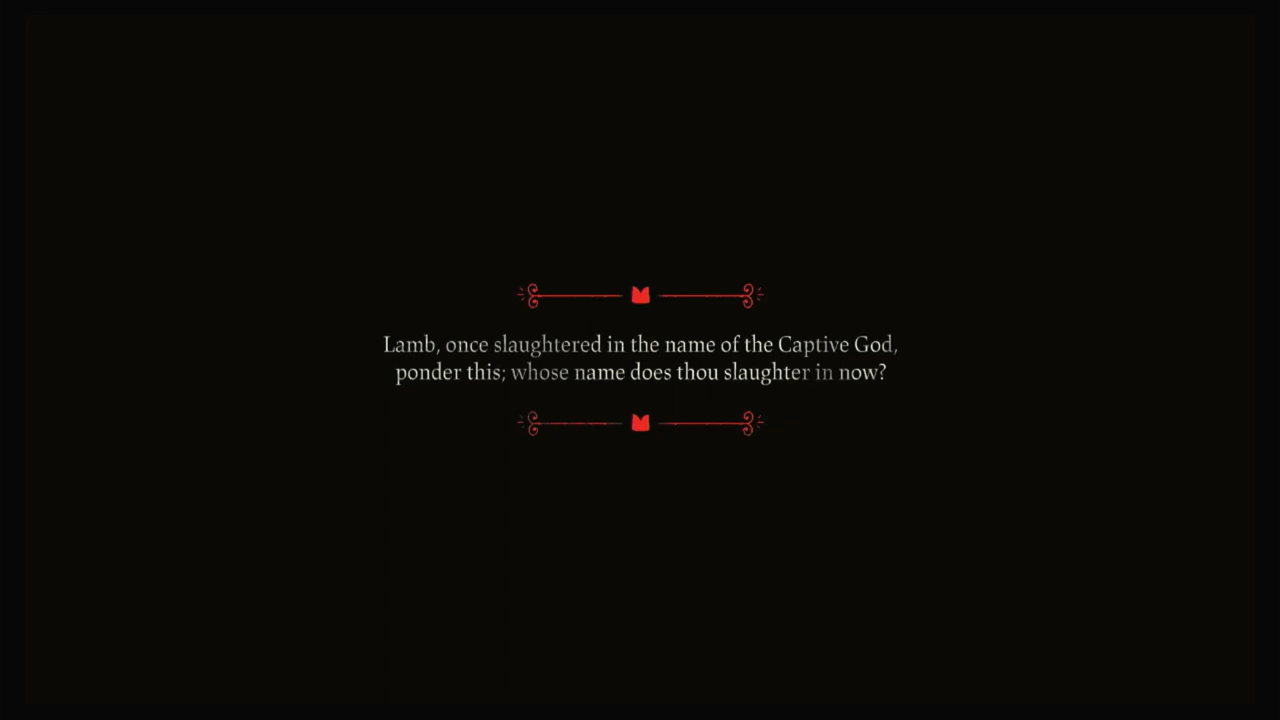 Lamb, once slaughtered in the name of the Captive God,
ponder this; whose name does thou slaughter in now?